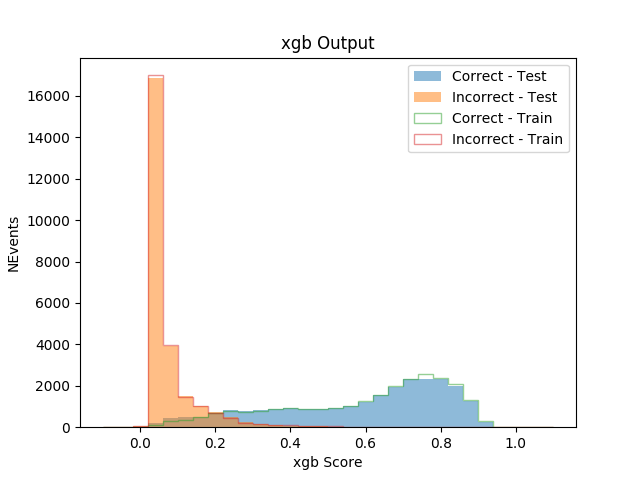 xgb Output
Correct - Test
Incorrect - Test
Correct - Train
Incorrect - Train
NEvents
16000
14000
12000
10000
8000
6000
4000
2000
0
0.0 0.2 0.4 0.6 0.8 1.0
xgb Score